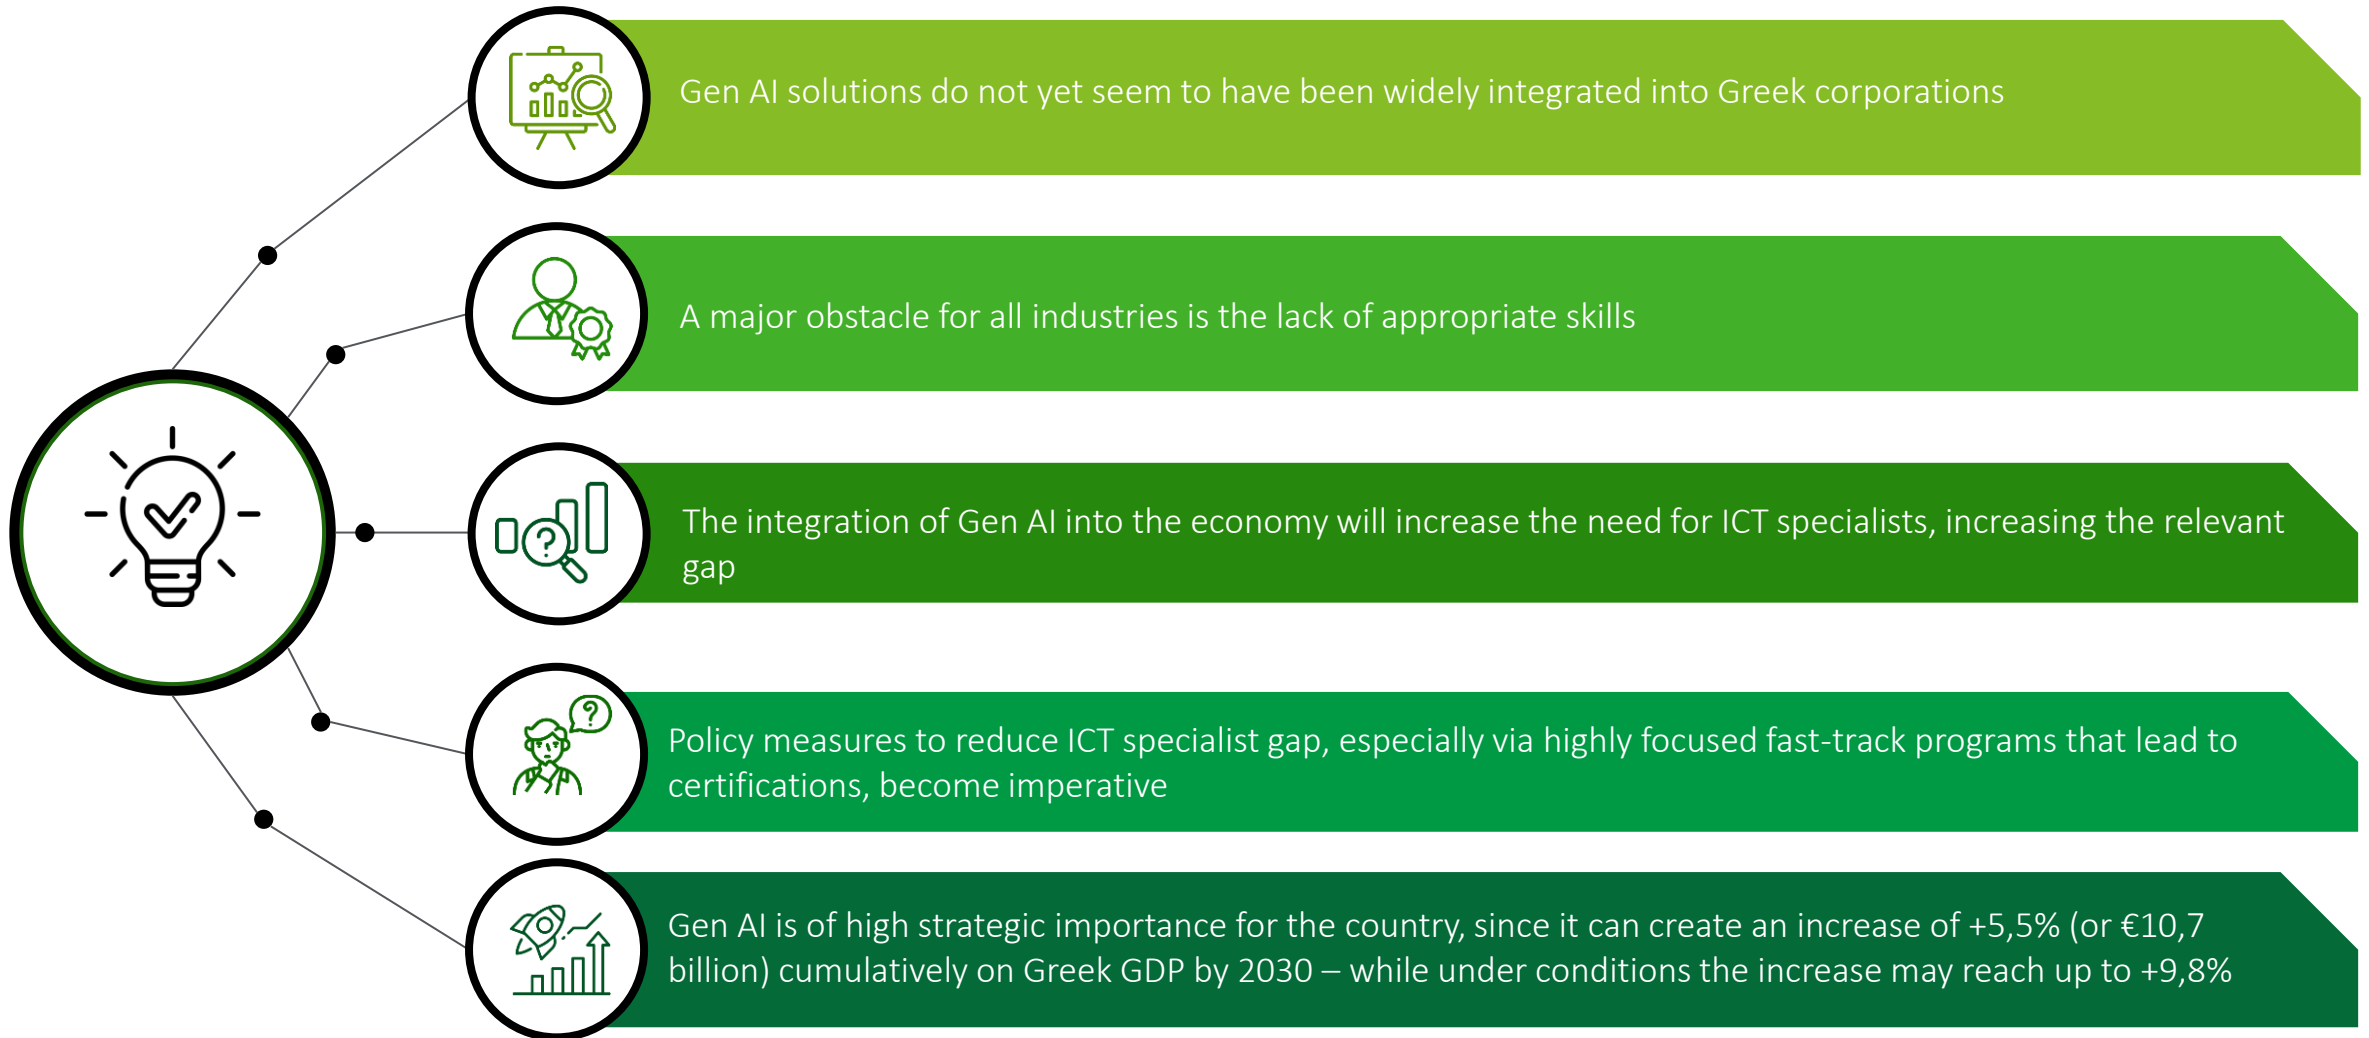 Gen AI solutions do not yet seem to have been widely integrated into Greek corporations
A major obstacle for all industries is the lack of appropriate skills
The integration of Gen AI into the economy will increase the need for ICT specialists, increasing the relevant
gap
Policy measures to reduce ICT specialist gap, especially via highly focused fast-track programs that lead to
certifications, become imperative
Gen AI is of high strategic importance for the country, since it can create an increase of +5,5% (or €10,7
billion) cumulatively on Greek GDP by 2030 – while under conditions the increase may reach up to +9,8%